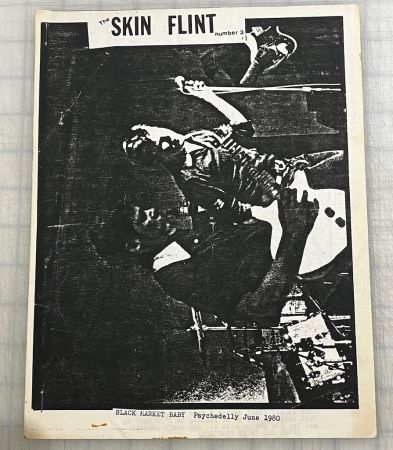 The SKIN FLINT number 3
BLACK MARKET BABY Psychedelly June 1980